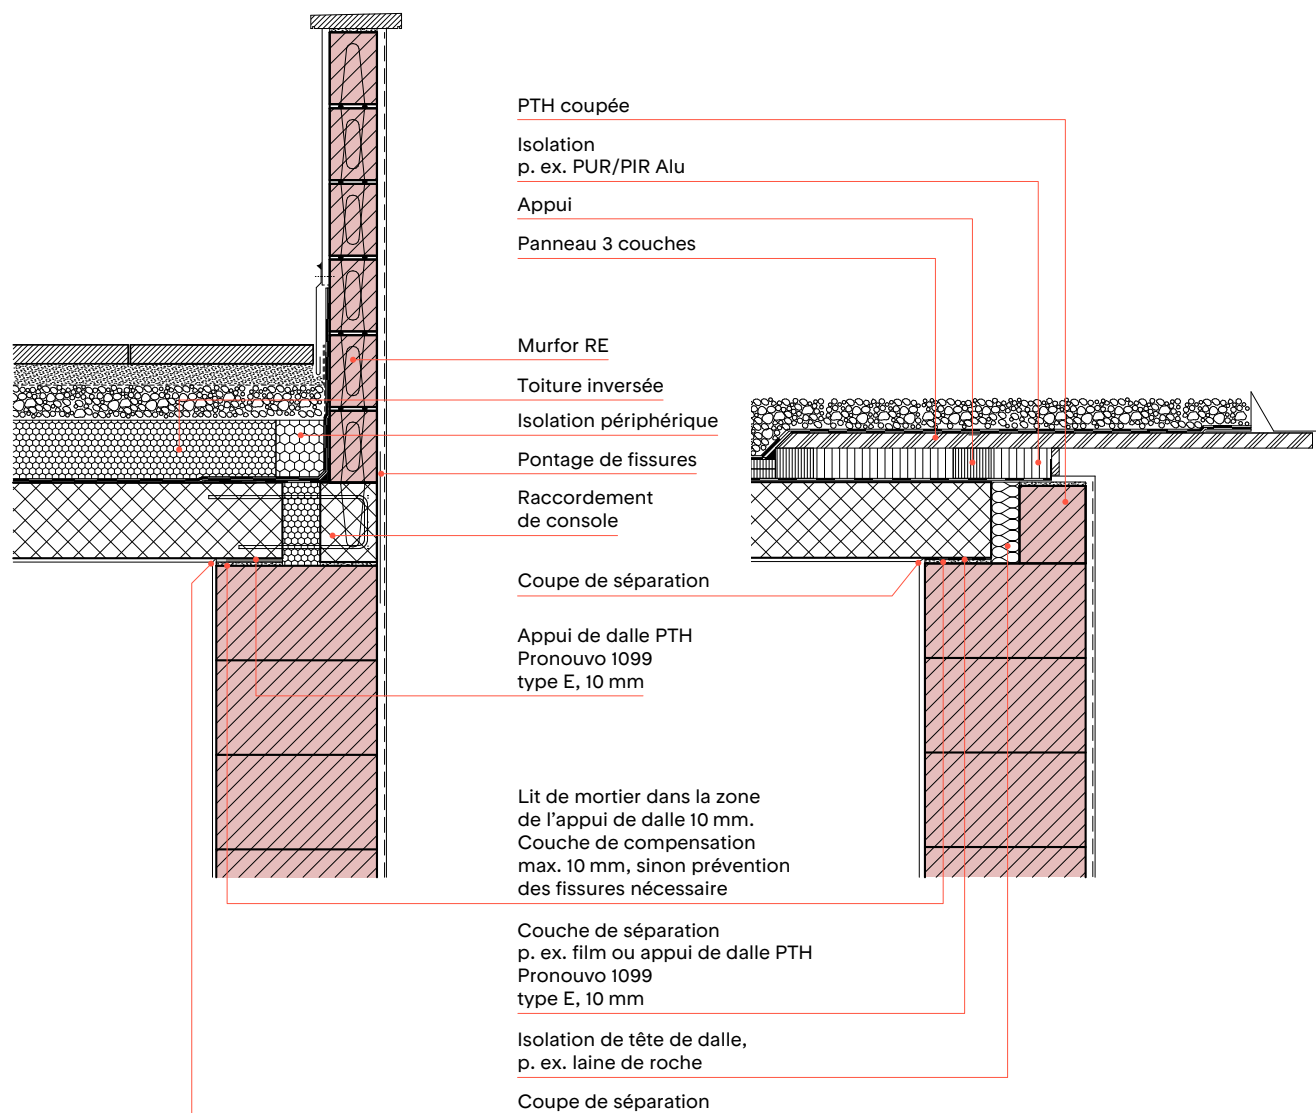 PTH coupée
Isolation
p. ex. PUR/PIR Alu
Appui
Panneau 3 couches
Murfor RE
Toiture inversée
Isolation périphérique
Pontage de fissures
Raccordement
de console
Coupe de séparation
Appui de dalle PTH
Pronouvo 1099
type E, 10 mm
Lit de mortier dans la zone
de l’appui de dalle 10 mm.
Couche de compensation
max. 10 mm, sinon prévention
des fissures nécessaire
Couche de séparation
p. ex. film ou appui de dalle PTH
Pronouvo 1099
type E, 10 mm
Isolation de tête de dalle,
p. ex. laine de roche
Coupe de séparation